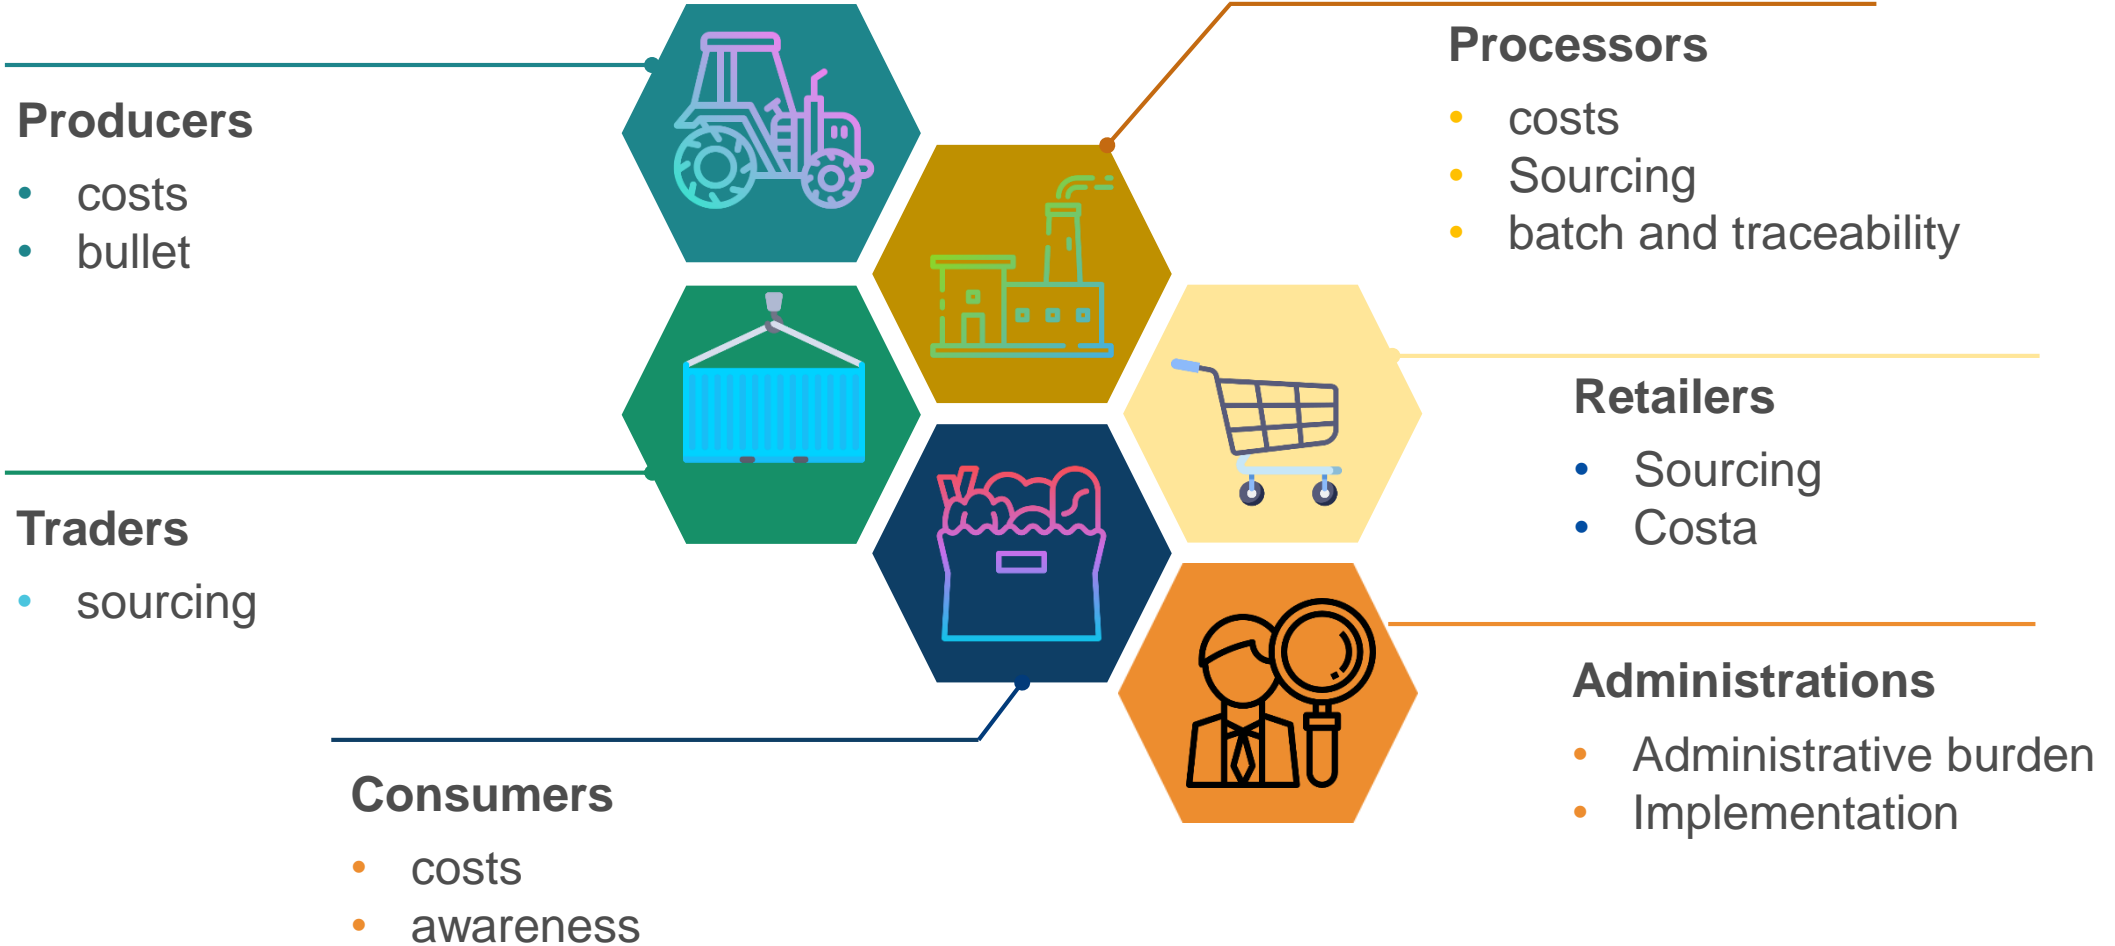 Producers
• costs
• bullet
Traders
• sourcing
Consumers
• costs
• awareness
Processors
• costs
• Sourcing
• batch and traceability
Retailers
• Sourcing
• Costa
Administrations
• Administrative burden
• Implementation